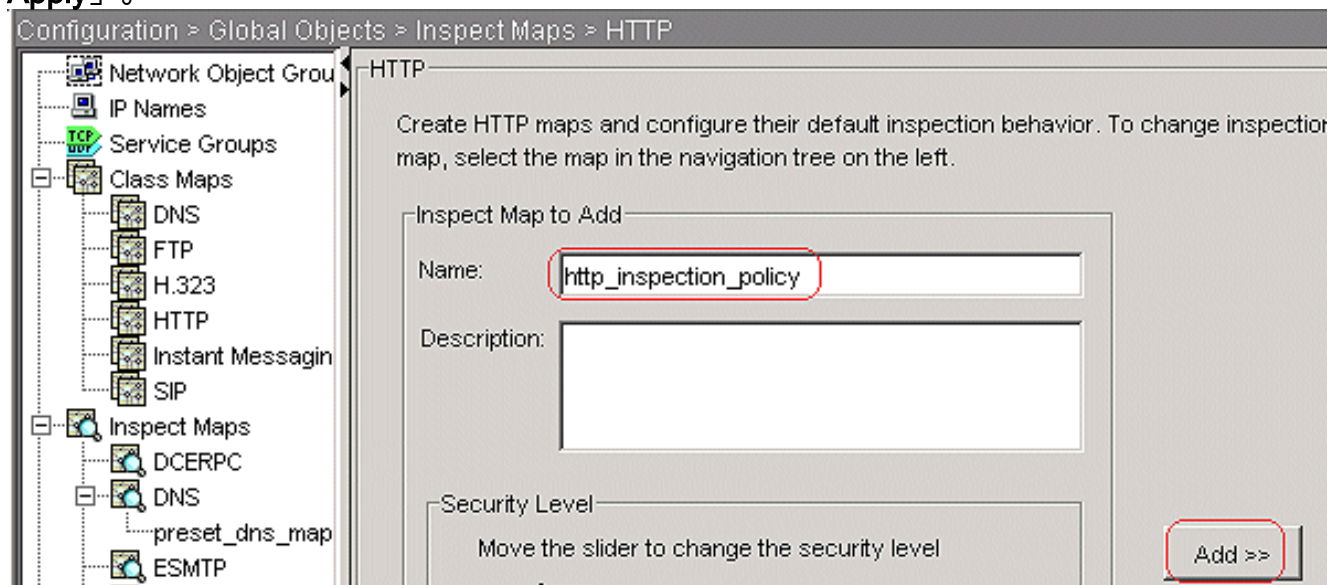 Apply」。
Configuration > Global Objects > Inspect Maps > HTTP
Network Object Grou
IP Names
TCP
UDP
Service Groups
Class Maps
DNS
FTP
H.323
HTTP
Instant Messagin
SIP
Inspect Maps
DCERPC
DNS
preset_dns_map
ESMTP
HTTP
Create HTTP maps and configure their default inspection behavior. To change inspection
map, select the map in the navigation tree on the left.
Inspect Map to Add
Name:
http_inspection_policy
Description:
Security Level
Move the slider to change the security level
Add >>